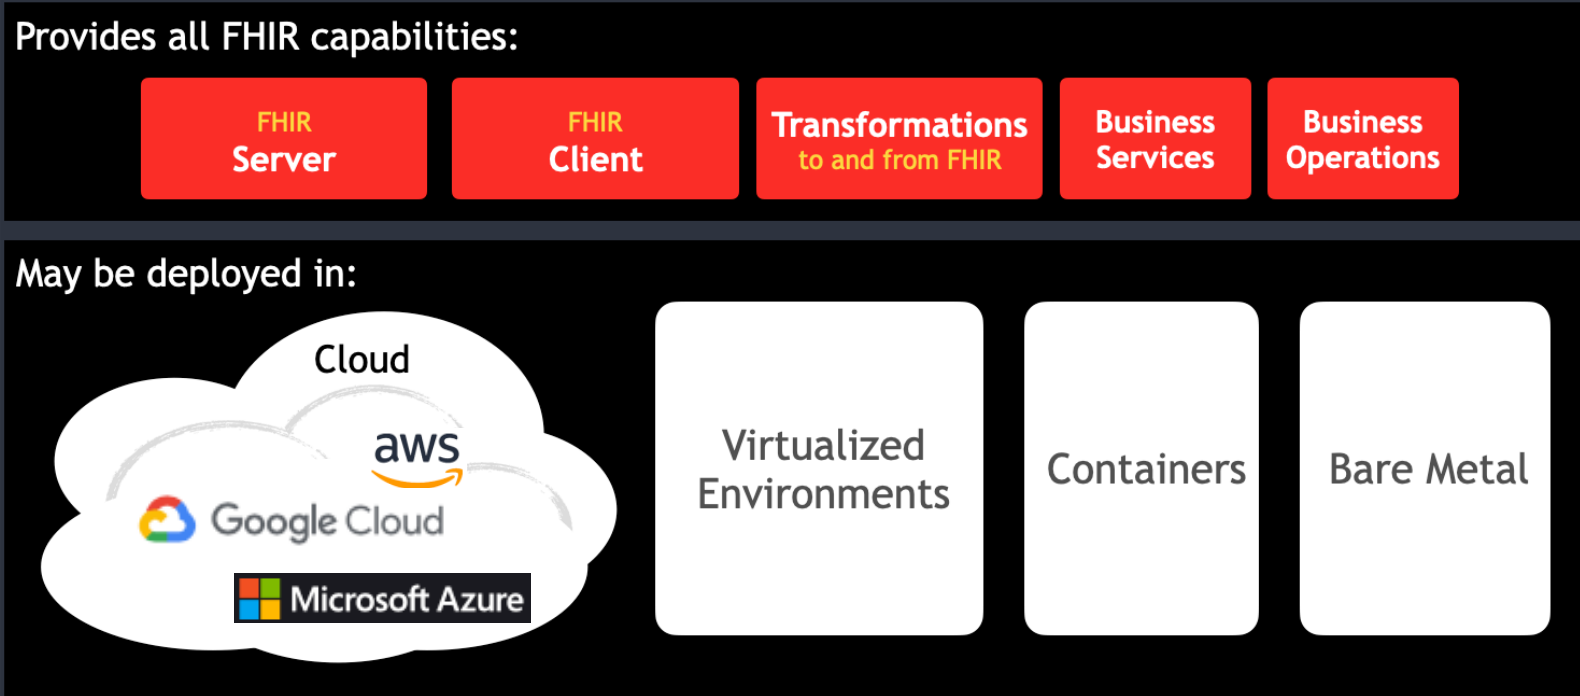 Provides all FHIR capabilities:
FHIR
Server
FHIR
Client
Transformations
to and from FHIR
Business
Services
Business
Operations
May be deployed in:
Cloud
aws
Google Cloud
Microsoft Azure
Virtualized
Environments
Containers
Bare Metal